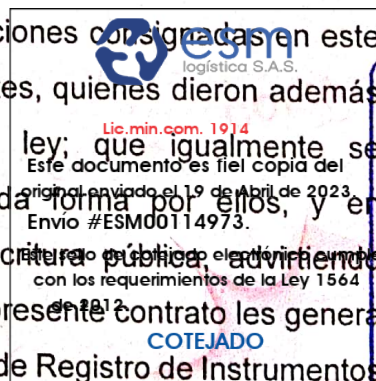 ciones consignadas en este
esm
logística S.A.S.
es, quienes dieron además
Lic.min.com. 1914
ley; que igualmente se
Este documento es fiel copia del
original enviado el 19 de Abril de 2023.
da forma por ellos, y en
Envío #ESM00114973.
critura pública, advirtiendo
Este sello de cotejado electrónico cumple
con los requerimientos de la Ley 1564
de 2012
presente contrato les genera
COTEJADO
de Registro de Instrumentos